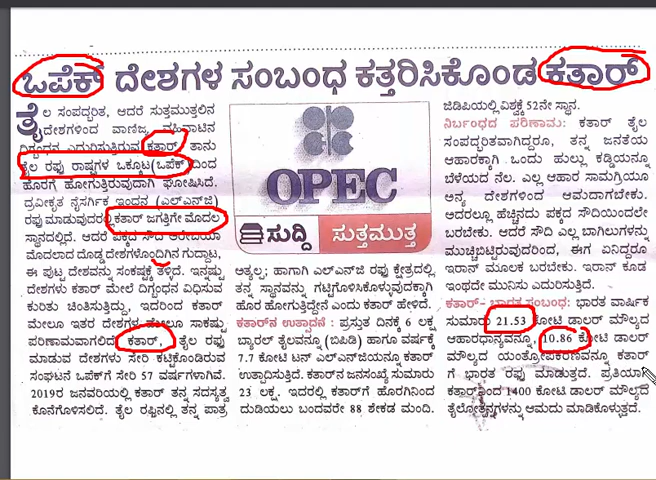 ಒಪೆಕ್ ದೇಶಗಳ ಸಂಬಂಧ ಕತ್ತರಿಸಿಕೊಂಡ ಕತಾರ್
ತೈಲ ಸಂಪದ್ಭರಿತ, ಆದರೆ ಸುತ್ತಮುತ್ತಲಿನ
ದೇಶಗಳಿಂದ ವಾಣಿಜ್ಯ ವಹಿವಾಟಿನ
ದಿಗ್ಬಂಧನ ಎದುರಿಸುತ್ತಿರುವ ಕತಾರ್, ತಾನು
ತೈಲ ರಫ್ತು ರಾಷ್ಟ್ರಗಳ ಒಕ್ಕೂಟ (ಒಪೆಕ್)ದಿಂದ
ಹೊರಗೆ ಹೋಗುತ್ತಿರುವುದಾಗಿ ಘೋಷಿಸಿದೆ.
ದ್ರವೀಕೃತ ನೈಸರ್ಗಿಕ ಇಂಧನ (ಎಲ್‌ಎನ್‌ಜಿ)
ರಫ್ತು ಮಾಡುವುದರಲ್ಲಿ ಕತಾರ್ ಜಗತ್ತಿಗೇ ಮೊದಲ
ಸ್ಥಾನದಲ್ಲಿದೆ. ಆದರೆ ಪಕ್ಕದ ಸೌದಿ ಅರೇಬಿಯಾ
ಮೊದಲಾದ ದೊಡ್ಡ ದೇಶಗಳೊಂದಿಗಿನ ಗುದ್ದಾಟ,
ಈ ಪುಟ್ಟ ದೇಶವನ್ನು ಸಂಕಷ್ಟಕ್ಕೆ ತಳ್ಳಿದೆ. ಇನ್ನಷ್ಟು
ದೇಶಗಳು ಕತಾರ್ ಮೇಲೆ ದಿಗ್ಬಂಧನ ವಿಧಿಸುವ
ಕುರಿತು ಚಿಂತಿಸುತ್ತಿದ್ದು, ಇದರಿಂದ ಕತಾರ್
ಮೇಲೂ ಇತರ ದೇಶಗಳ ಮೇಲೂ ಸಾಕಷ್ಟು
ಪರಿಣಾಮವಾಗಲಿದೆ. ಕತಾರ್, ತೈಲ ರಫ್ತು
ಮಾಡುವ ದೇಶಗಳು ಸೇರಿ ಕಟ್ಟಿಕೊಂಡಿರುವ
ಸಂಘಟನೆ ಒಪೆಕ್‌ಗೆ ಸೇರಿ 57 ವರ್ಷಗಳಾಗಿವೆ.
2019ರ ಜನವರಿಯಲ್ಲಿ ಕತಾರ್ ತನ್ನ ಸದಸ್ಯತ್ವ
ಕೊನೆಗೊಳಿಸಲಿದೆ. ತೈಲ ರಫ್ತಿನಲ್ಲಿ ತನ್ನ ಪಾತ್ರ
OPEC
ಸುದ್ದಿ ಸುತ್ತಮುತ್ತ
ಅತ್ಯಲ್ಪ; ಹಾಗಾಗಿ ಎಲ್‌ಎನ್‌ಜಿ ರಫ್ತು ಕ್ಷೇತ್ರದಲ್ಲಿ
ತನ್ನ ಸ್ಥಾನವನ್ನು ಗಟ್ಟಿಗೊಳಿಸಿಕೊಳ್ಳುವುದಕ್ಕಾಗಿ
ಹೊರ ಹೋಗುತ್ತಿದ್ದೇನೆ ಎಂದು ಕತಾರ್ ಹೇಳಿದೆ.
ಕತಾರ್‌ನ ಉತ್ಪಾದನೆ : ಪ್ರಸ್ತುತ ದಿನಕ್ಕೆ 6 ಲಕ್ಷ
ಬ್ಯಾರಲ್ ತೈಲವನ್ನೂ (ಬಿಪಿಡಿ) ಹಾಗೂ ವರ್ಷಕ್ಕೆ
7.7 ಕೋಟಿ ಟನ್ ಎಲ್‌ಎನ್‌ಜಿಯನ್ನೂ ಕತಾರ್
ಉತ್ಪಾದಿಸುತ್ತಿದೆ. ಕತಾರ್‌ನ ಜನಸಂಖ್ಯೆ ಸುಮಾರು
23 ಲಕ್ಷ. ಇದರಲ್ಲಿ ಕತಾರ್‌ಗೆ ಹೊರಗಿನಿಂದ
ದುಡಿಯಲು ಬಂದವರೇ 88 ಶೇಕಡ ಮಂದಿ.
ಜಿಡಿಪಿಯಲ್ಲಿ ವಿಶ್ವಕ್ಕೆ 52ನೇ ಸ್ಥಾನ.
ನಿರ್ಬಂಧದ ಪರಿಣಾಮ: ಕತಾರ್ ತೈಲ
ಸಂಪದ್ಭರಿತವಾಗಿದ್ದರೂ, ತನ್ನ ಜನತೆಯ
ಆಹಾರಕ್ಕಾಗಿ ಒಂದು ಹುಲ್ಲು ಕಡ್ಡಿಯನ್ನೂ
ಬೆಳೆಯದ ನೆಲ. ಎಲ್ಲ ಆಹಾರ ಸಾಮಗ್ರಿಯೂ
ಅನ್ಯ ದೇಶಗಳಿಂದ ಆಮದಾಗಬೇಕು.
ಅದರಲ್ಲೂ ಹೆಚ್ಚಿನದು ಪಕ್ಕದ ಸೌದಿಯಿಂದಲೇ
ಬರಬೇಕು. ಆದರೆ ಸೌದಿ ಎಲ್ಲ ಬಾಗಿಲುಗಳನ್ನು
ಮುಚ್ಚಿಬಿಟ್ಟಿರುವುದರಿಂದ, ಈಗ ಏನಿದ್ದರೂ
ಇರಾನ್ ಮೂಲಕ ಬರಬೇಕು. ಇರಾನ್ ಕೂಡ
ಇಂಥದೇ ಮುನಿಸು ಎದುರಿಸುತ್ತಿದೆ.
ಕತಾರ್- ಭಾರತ ಸಂಬಂಧ: ಭಾರತ ವಾರ್ಷಿಕ
ಸುಮಾರು 21.53 ಕೋಟಿ ಡಾಲರ್ ಮೌಲ್ಯದ
ಆಹಾರಧಾನ್ಯವನ್ನೂ, 10.86 ಕೋಟಿ ಡಾಲರ್
ಮೌಲ್ಯದ ಯಂತ್ರೋಪಕರಣವನ್ನೂ ಕತಾರ್
ಗೆ ಭಾರತ ರಫ್ತು ಮಾಡುತ್ತದೆ. ಪ್ರತಿಯಾಗಿ
ಕತಾರ್‌ನಿಂದ 1400 ಕೋಟಿ ಡಾಲರ್ ಮೌಲ್ಯದ
ತೈಲೋತ್ಪನ್ನಗಳನ್ನು ಆಮದು ಮಾಡಿಕೊಳ್ಳುತ್ತದೆ.